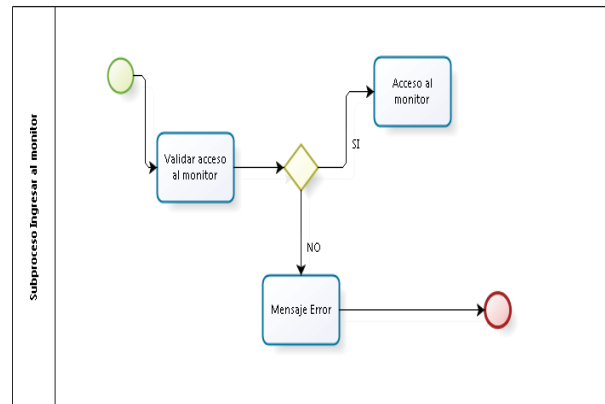 Subproceso Ingresar al monitor
Acceso al
monitor
Validar acceso
al monitor
SI
NO
Mensaje Error